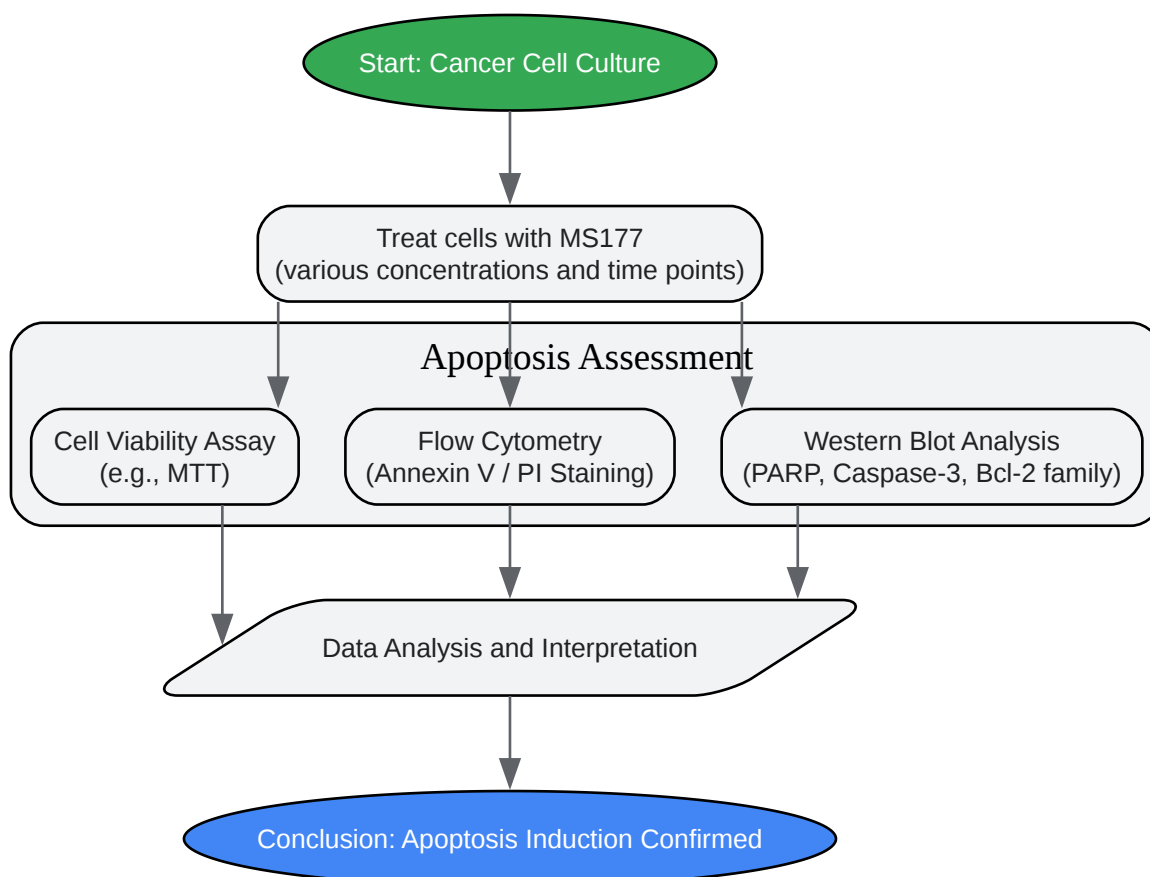 Start: Cancer Cell Culture
Treat cells with MS177
(various concentrations and time points)
Apoptosis Assessment
Cell Viability Assay
(e.g., MTT)
Flow Cytometry
(Annexin V / PI Staining)
Western Blot Analysis
(PARP, Caspase-3, Bcl-2 family)
Data Analysis and Interpretation
Conclusion: Apoptosis Induction Confirmed